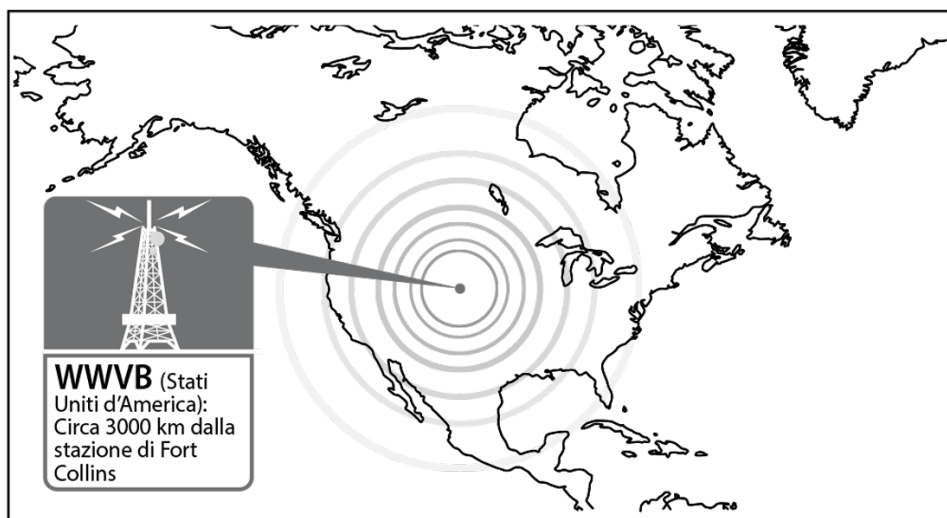 WWVB (Stati
Uniti d’America):
Circa 3000 km dalla
stazione di Fort
Collins